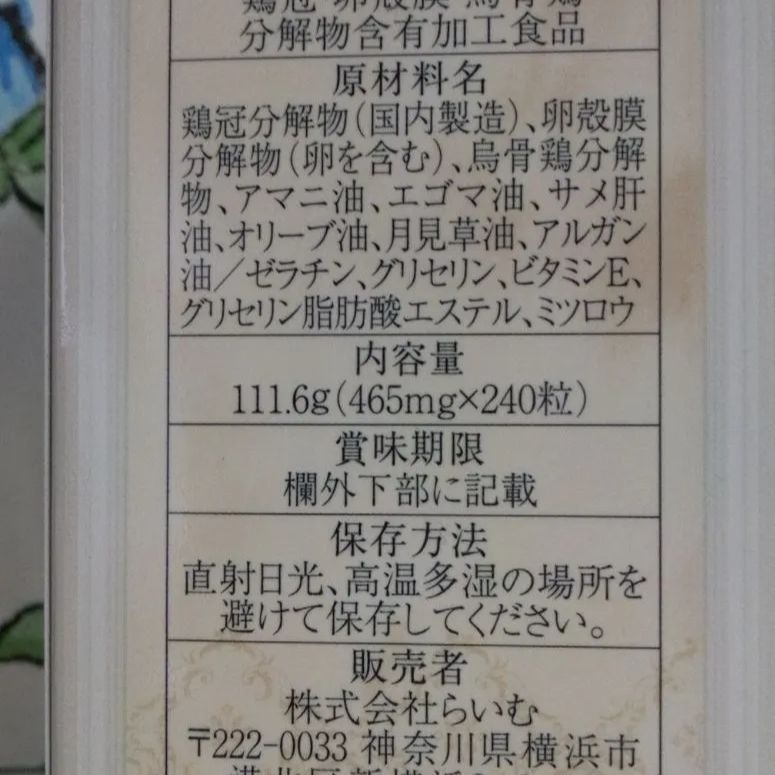 鶏冠・卵殻膜・烏骨鶏
分解物含有加工食品
原材料名
鶏冠分解物(国内製造)、卵殻膜
分解物(卵を含む)、烏骨鶏分解
物、アマニ油、エゴマ油、サメ肝
油、オリーブ油、月見草油、アルガン
油／ゼラチン、グリセリン、ビタミンE、
グリセリン脂肪酸エステル、ミツロウ
内容量
111.6g(465mg×240粒)
賞味期限
欄外下部に記載
保存方法
直射日光、高温多湿の場所を
避けて保存してください。
販売者
株式会社らいむ
〒222-0033 神奈川県横浜市